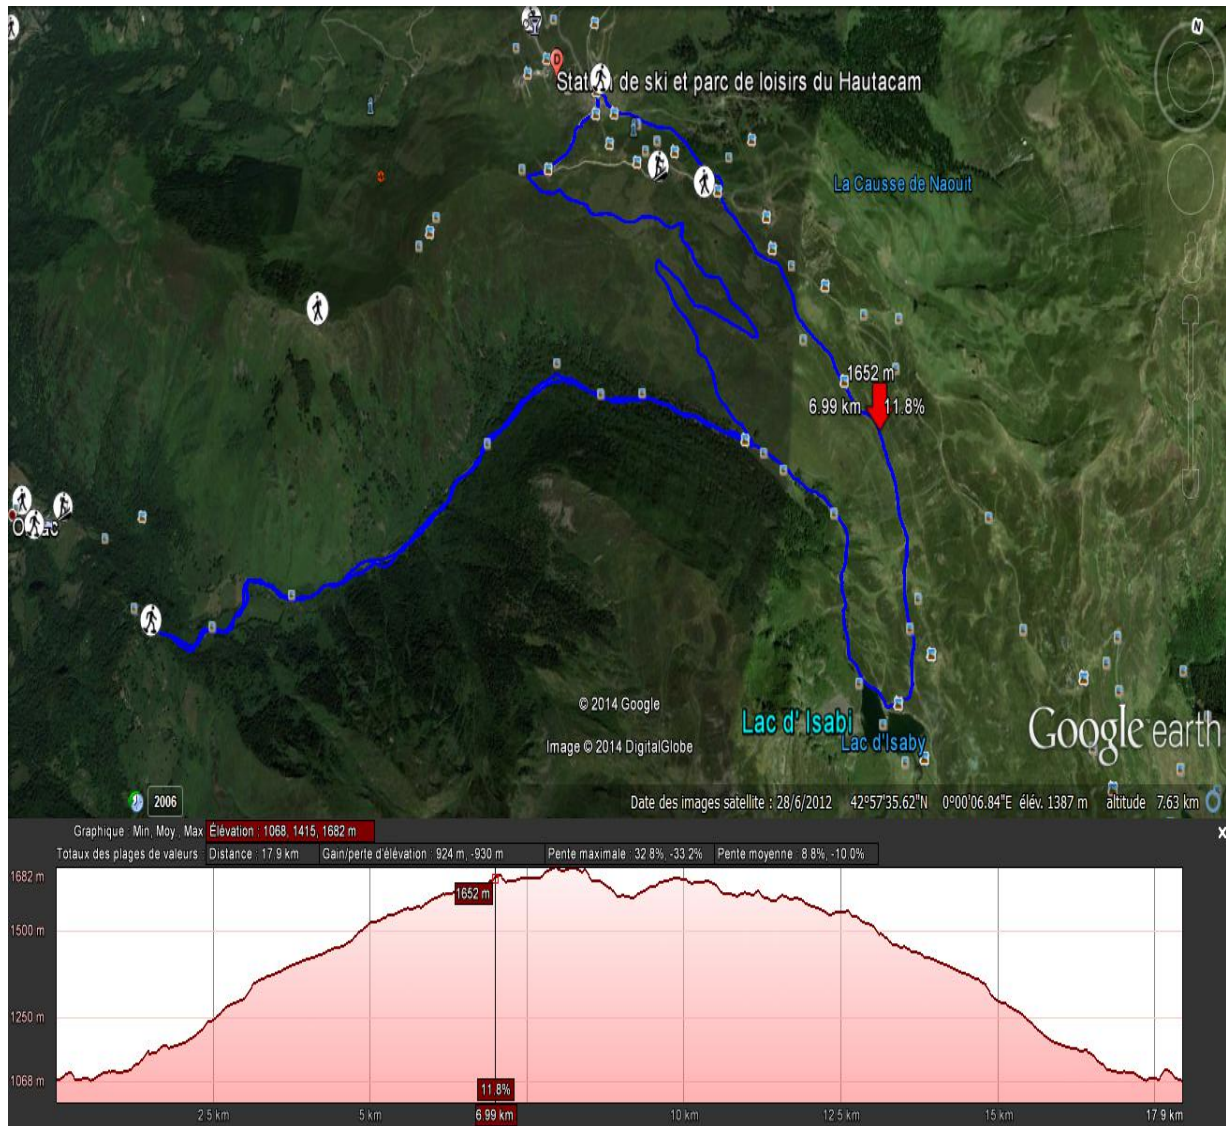 N
D
Station de ski et parc de loisirs du Hautacam
La Causse de Naouit
1652 m
6.99 km 11.8%
© 2014 Google
Image © 2014 DigitalGlobe
Lac d' Isabi
Lac d'Isaby
Google earth
2006
Date des images satellite : 28/6/2012 42°57'35.62"N 0°00'06.84"E élév. 1387 m altitude 7.63 km
Graphique : Min, Moy , Max Élévation : 1068, 1415, 1682 m
X
Totaux des plages de valeurs : Distance : 17.9 km Gain/perte d'élévation : 924 m, -930 m Pente maximale : 32.8%, -33.2% Pente moyenne : 8.8%, -10.0%
1682 m
1652 m
1500 m
1250 m
1068 m
11.8%
2.5 km 5 km 6.99 km 10 km 12.5 km 15 km 17.9 km